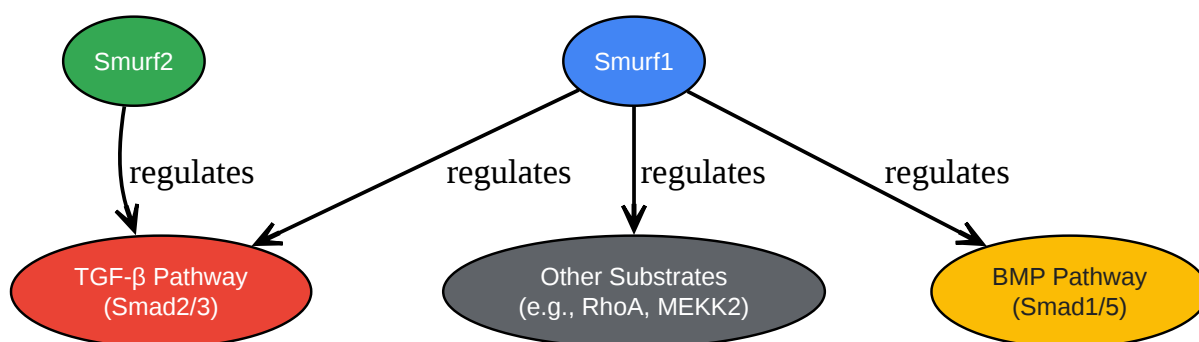 Smurf2
Smurf1
regulates
regulates
regulates
regulates
TGF-β Pathway
(Smad2/3)
Other Substrates
(e.g., RhoA, MEKK2)
BMP Pathway
(Smad1/5)